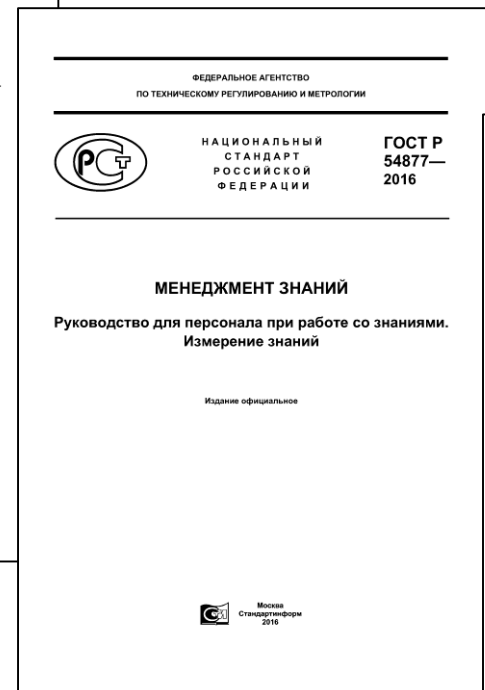 ФЕДЕРАЛЬНОЕ АГЕНТСТВО
ПО ТЕХНИЧЕСКОМУ РЕГУЛИРОВАНИЮ И МЕТРОЛОГИИ
РСТ
НАЦИОНАЛЬНЫЙ
СТАНДАРТ
РОССИЙСКОЙ
ФЕДЕРАЦИИ
ГОСТ Р
54877—
2016
МЕНЕДЖМЕНТ ЗНАНИЙ
Руководство для персонала при работе со знаниями.
Измерение знаний
Издание официальное
Москва
Стандартинформ
2016